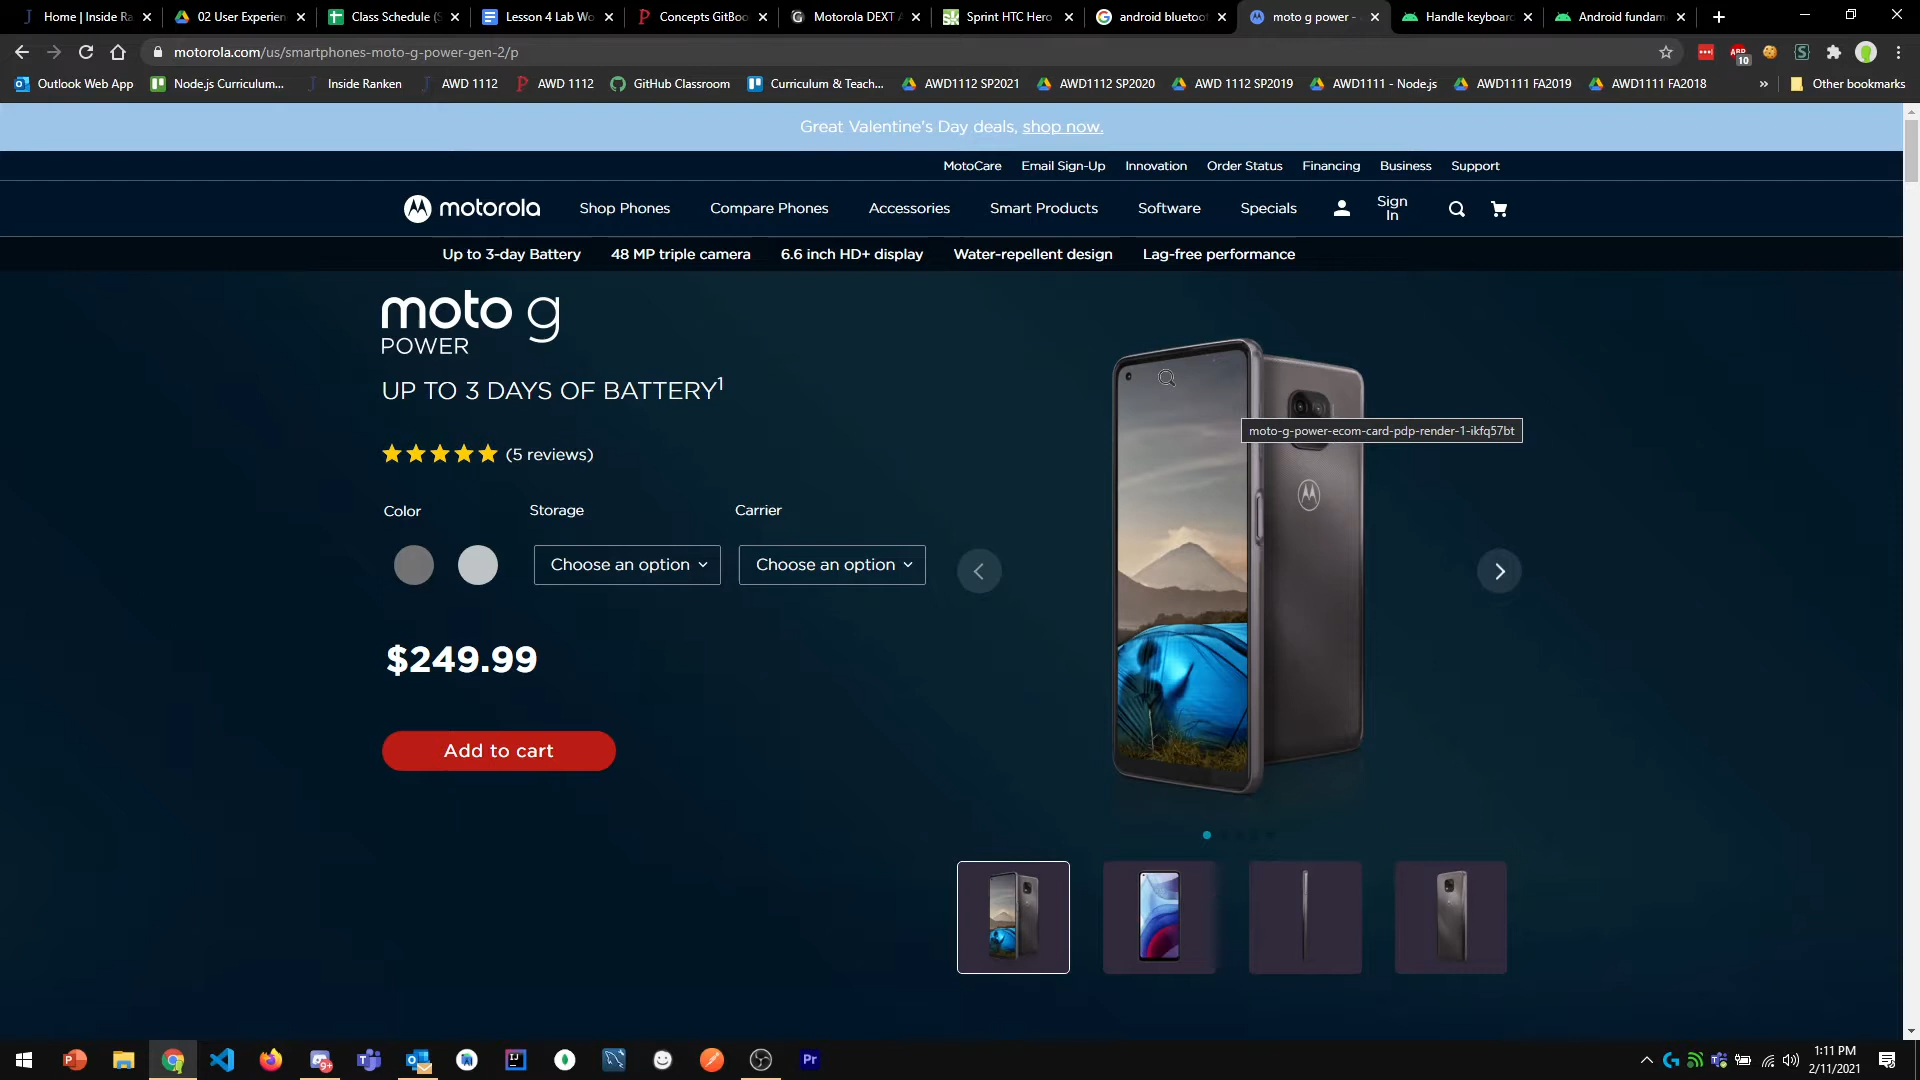 Home | Inside Ra
02 User Experien
Class Schedule (S
Lesson 4 Lab Wo
Concepts GitBoo
Motorola DEXT A
Sprint HTC Hero
android bluetoot
moto g power -
Handle keyboard
Android fundam
motorola.com/us/smartphones-moto-g-power-gen-2/p
ABP
10
Outlook Web App
Node.js Curriculum...
Inside Ranken
AWD 1112
AWD 1112
GitHub Classroom
Curriculum & Teach...
AWD1112 SP2021
AWD1112 SP2020
AWD 1112 SP2019
AWD1111 - Node.js
AWD1111 FA2019
AWD1111 FA2018
»
Other bookmarks
Great Valentine's Day deals, shop now.
MotoCare
Email Sign-Up
Innovation
Order Status
Financing
Business
Support
motorola
Shop Phones
Compare Phones
Accessories
Smart Products
Software
Specials
Sign
In
Up to 3-day Battery
48 MP triple camera
6.6 inch HD+ display
Water-repellent design
Lag-free performance
moto g
POWER
UP TO 3 DAYS OF BATTERY1
(5 reviews)
moto-g-power-ecom-card-pdp-render-1-ikfq57bt
Color
Storage
Carrier
Choose an option
Choose an option
$249.99
Add to cart
9+
Pr
1:11 PM
2/11/2021